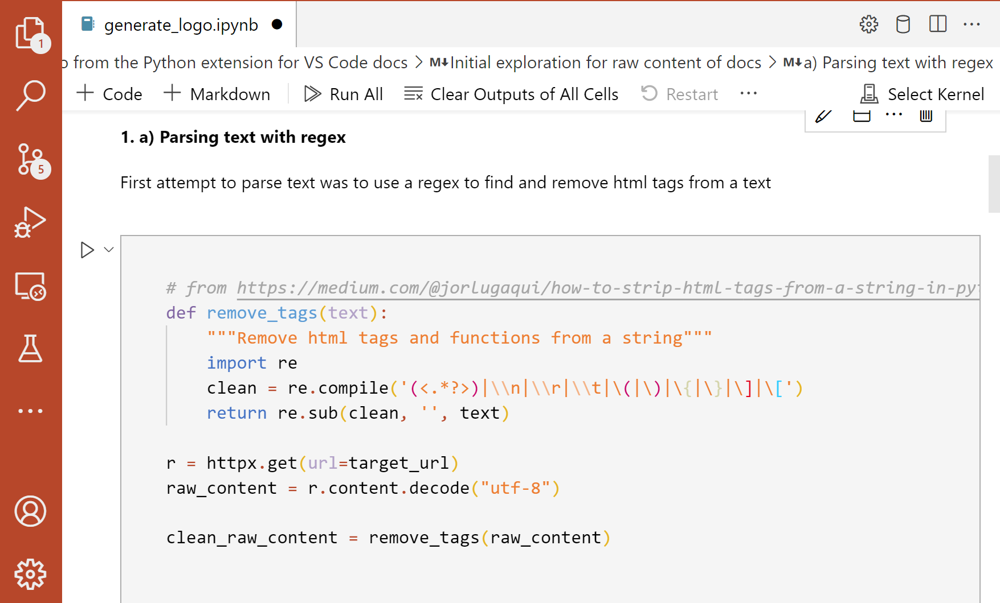 generate_logo.ipynb
1
from the Python extension for VS Code docs > M↓Initial exploration for raw content of docs > M↓a) Parsing text with regex
+ Code + Markdown Run All Clear Outputs of All Cells Restart ... Select Kernel
1. a) Parsing text with regex
5
First attempt to parse text was to use a regex to find and remove html tags from a text
# from https://medium.com/@jorlugaqui/how-to-strip-html-tags-from-a-string-in-py
def remove_tags(text):
    """Remove html tags and functions from a string"""
    import re
    clean = re.compile('(<.*?>)|\\n|\\r|\\t|\(|\)|\{|\}|\]|\[')
    return re.sub(clean, '', text)
r = httpx.get(url=target_url)
raw_content = r.content.decode("utf-8")
clean_raw_content = remove_tags(raw_content)